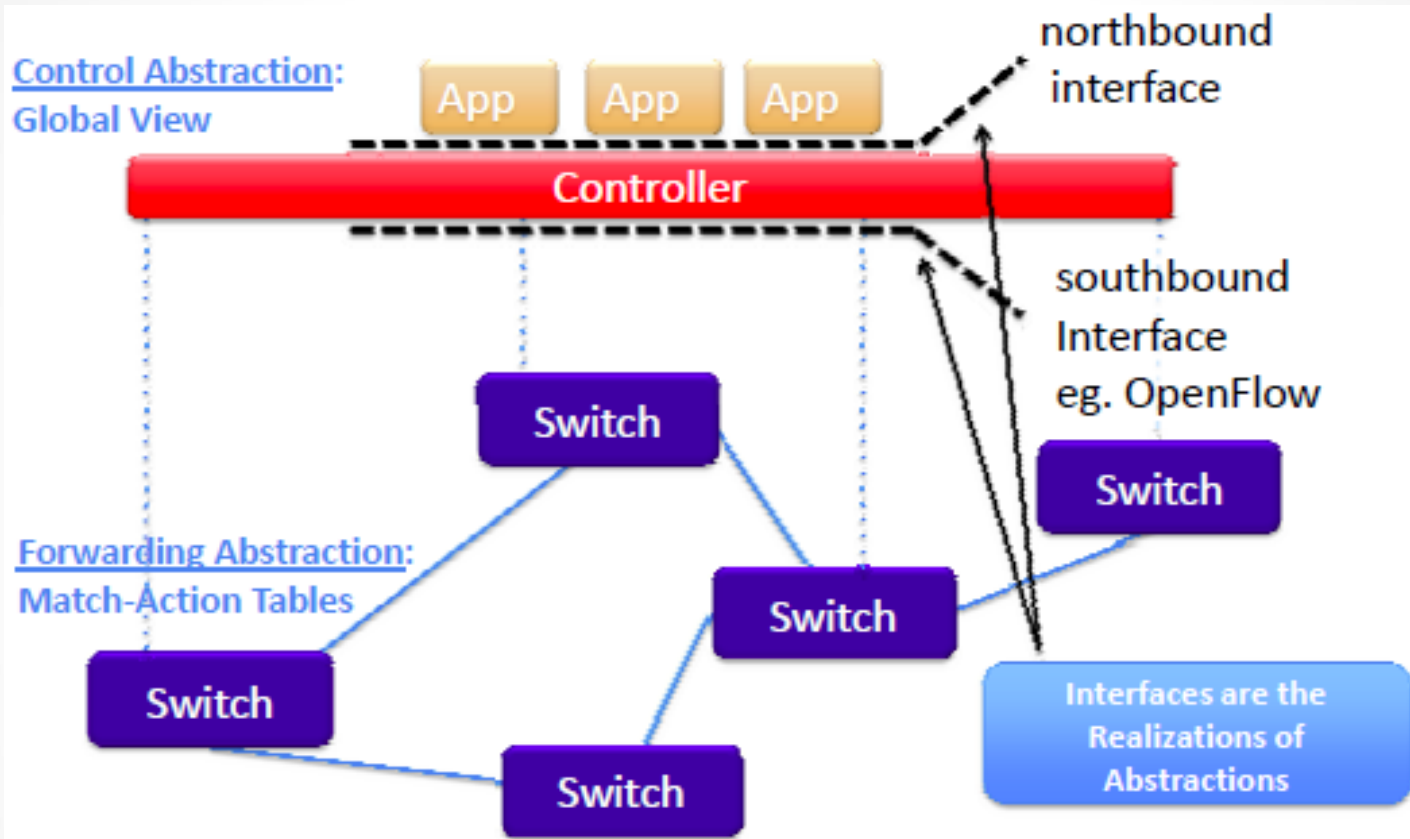 northbound
interface
Control Abstraction:
Global View
App
App
App
Controller
southbound
Interface
eg. OpenFlow
Switch
Switch
Forwarding Abstraction:
Match-Action Tables
Switch
Switch
Switch
Interfaces are the
Realizations of
Abstractions